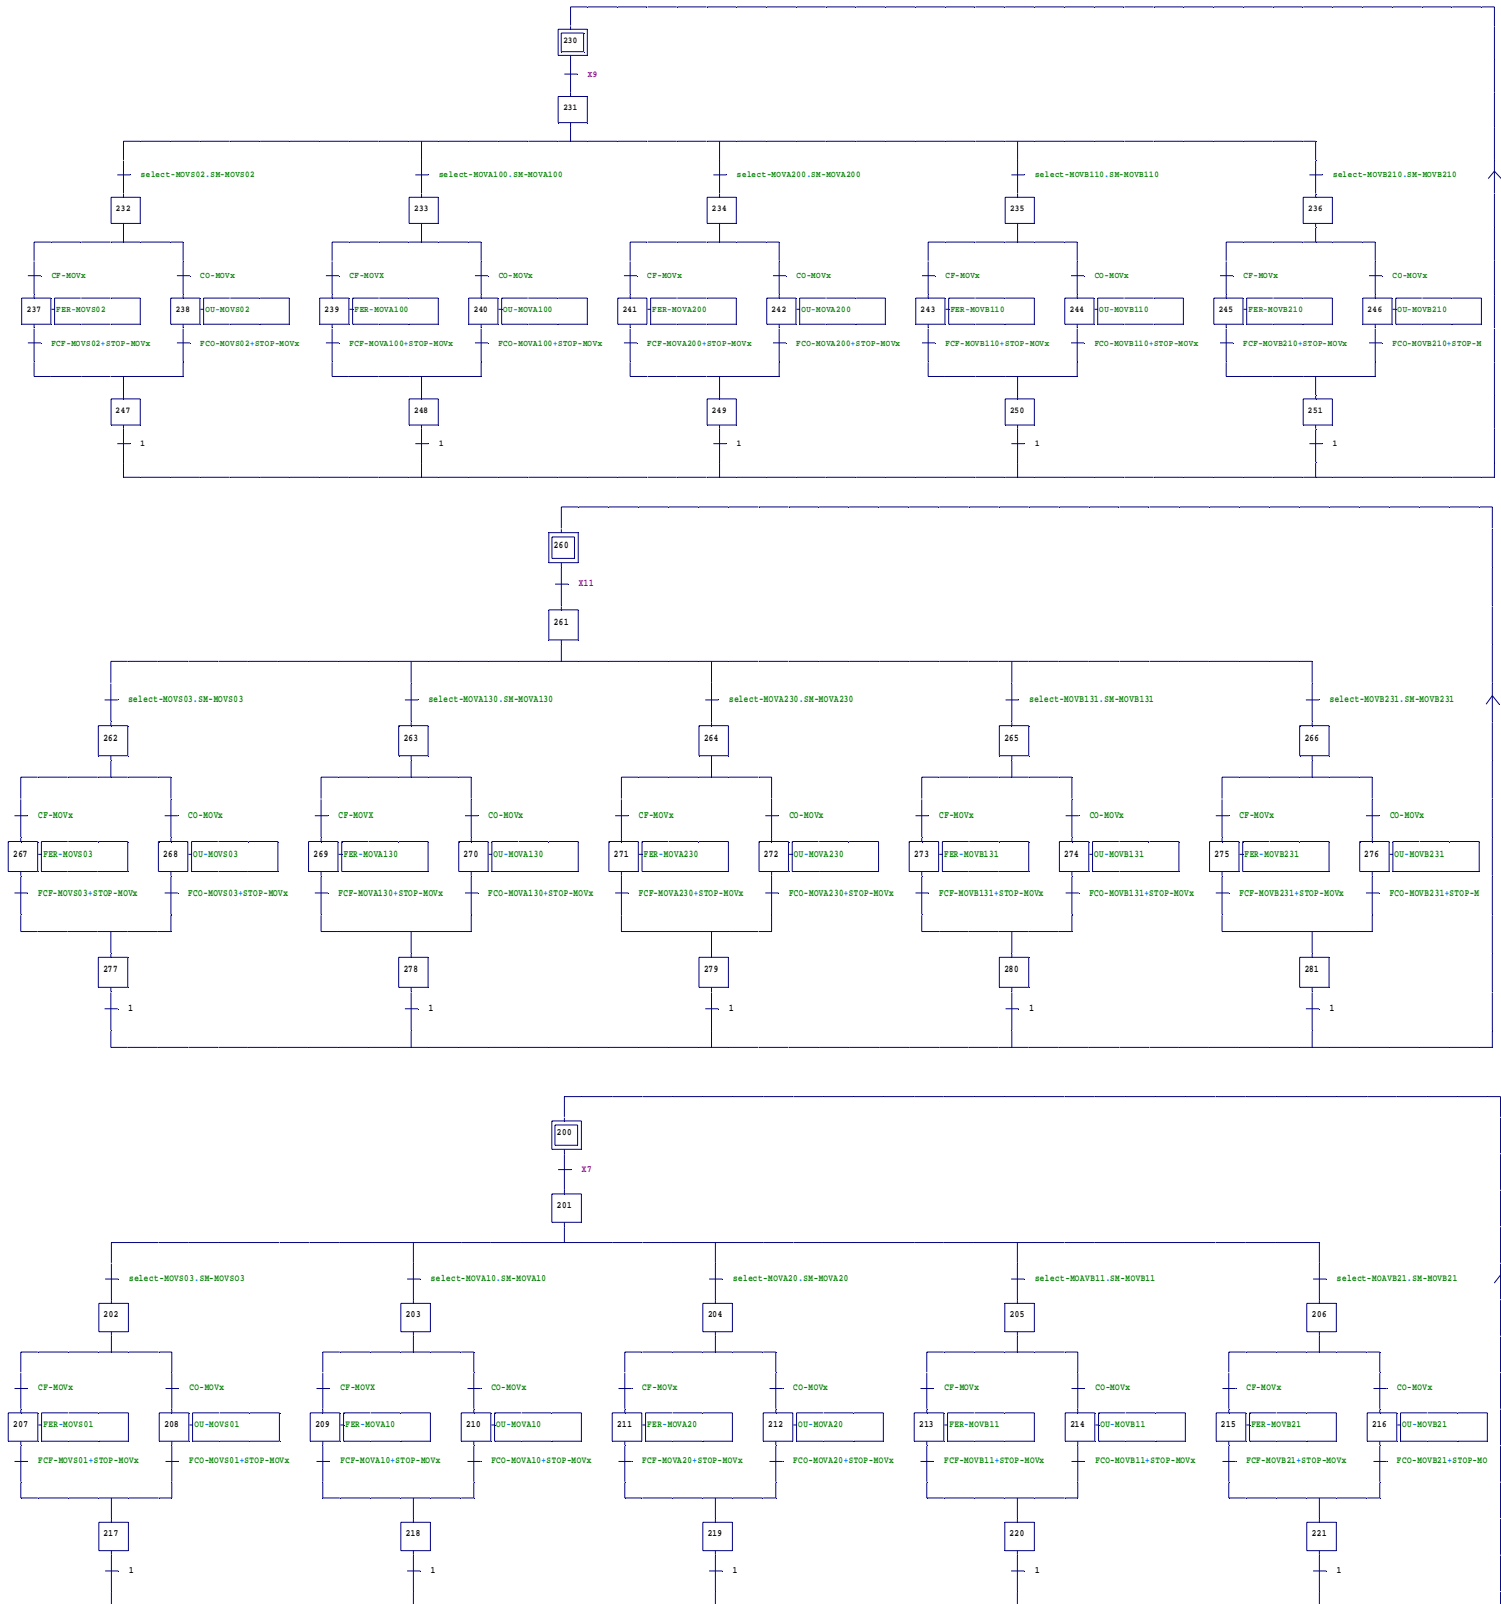 230
X9
231
select-MOVS02.SM-MOVS02 select-MOVA100.SM-MOVA100 select-MOVA200.SM-MOVA200 select-MOVB110.SM-MOVB110 select-MOVB210.SM-MOVB210
232 233 234 235 236
CF-MOVx CO-MOVx CF-MOVX CO-MOVx CF-MOVx CO-MOVx CF-MOVx CO-MOVx CF-MOVx CO-MOVx
237 FER-MOVS02 238 OU-MOVS02 239 FER-MOVA100 240 OU-MOVA100 241 FER-MOVA200 242 OU-MOVA200 243 FER-MOVB110 244 OU-MOVB110 245 FER-MOVB210 246 OU-MOVB210
FCF-MOVS02+STOP-MOVx FCO-MOVS02+STOP-MOVx FCF-MOVA100+STOP-MOVx FCO-MOVA100+STOP-MOVx FCF-MOVA200+STOP-MOVx FCO-MOVA200+STOP-MOVx FCF-MOVB110+STOP-MOVx FCO-MOVB110+STOP-MOVx FCF-MOVB210+STOP-MOVx FCO-MOVB210+STOP-M
247 248 249 250 251
1 1 1 1 1
260
X11
261
select-MOVS03.SM-MOVS03 select-MOVA130.SM-MOVA130 select-MOVA230.SM-MOVA230 select-MOVB131.SM-MOVB131 select-MOVB231.SM-MOVB231
262 263 264 265 266
CF-MOVx CO-MOVx CF-MOVX CO-MOVx CF-MOVx CO-MOVx CF-MOVx CO-MOVx CF-MOVx CO-MOVx
267 FER-MOVS03 268 OU-MOVS03 269 FER-MOVA130 270 OU-MOVA130 271 FER-MOVA230 272 OU-MOVA230 273 FER-MOVB131 274 OU-MOVB131 275 FER-MOVB231 276 OU-MOVB231
FCF-MOVS03+STOP-MOVx FCO-MOVS03+STOP-MOVx FCF-MOVA130+STOP-MOVx FCO-MOVA130+STOP-MOVx FCF-MOVA230+STOP-MOVx FCO-MOVA230+STOP-MOVx FCF-MOVB131+STOP-MOVx FCO-MOVB131+STOP-MOVx FCF-MOVB231+STOP-MOVx FCO-MOVB231+STOP-M
277 278 279 280 281
1 1 1 1 1
200
X7
201
select-MOVS03.SM-MOVSO3 select-MOVA10.SM-MOVA10 select-MOVA20.SM-MOVA20 select-MOAVB11.SM-MOVB11 select-MOAVB21.SM-MOVB21
202 203 204 205 206
CF-MOVx CO-MOVx CF-MOVX CO-MOVx CF-MOVx CO-MOVx CF-MOVx CO-MOVx CF-MOVx CO-MOVx
207 FER-MOVS01 208 OU-MOVS01 209 FER-MOVA10 210 OU-MOVA10 211 FER-MOVA20 212 OU-MOVA20 213 FER-MOVB11 214 OU-MOVB11 215 FER-MOVB21 216 OU-MOVB21
FCF-MOVS01+STOP-MOVx FCO-MOVS01+STOP-MOVx FCF-MOVA10+STOP-MOVx FCO-MOVA10+STOP-MOVx FCF-MOVA20+STOP-MOVx FCO-MOVA20+STOP-MOVx FCF-MOVB11+STOP-MOVx FCO-MOVB11+STOP-MOVx FCF-MOVB21+STOP-MOVx FCO-MOVB21+STOP-MO
217 218 219 220 221
1 1 1 1 1